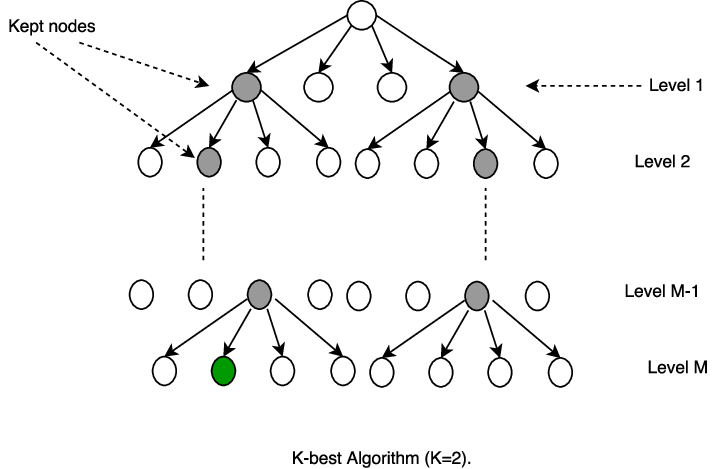 Kept nodes
Level 1
Level 2
Level M-1
Level M
K-best Algorithm (K=2).